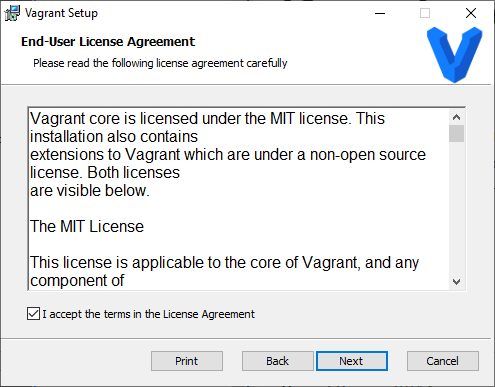 Vagrant Setup
End-User License Agreement
Please read the following license agreement carefully
Vagrant core is licensed under the MIT license. This
installation also contains
extensions to Vagrant which are under a non-open source
license. Both licenses
are visible below.
The MIT License
This license is applicable to the core of Vagrant, and any
component of
I accept the terms in the License Agreement
Print
Back
Next
Cancel